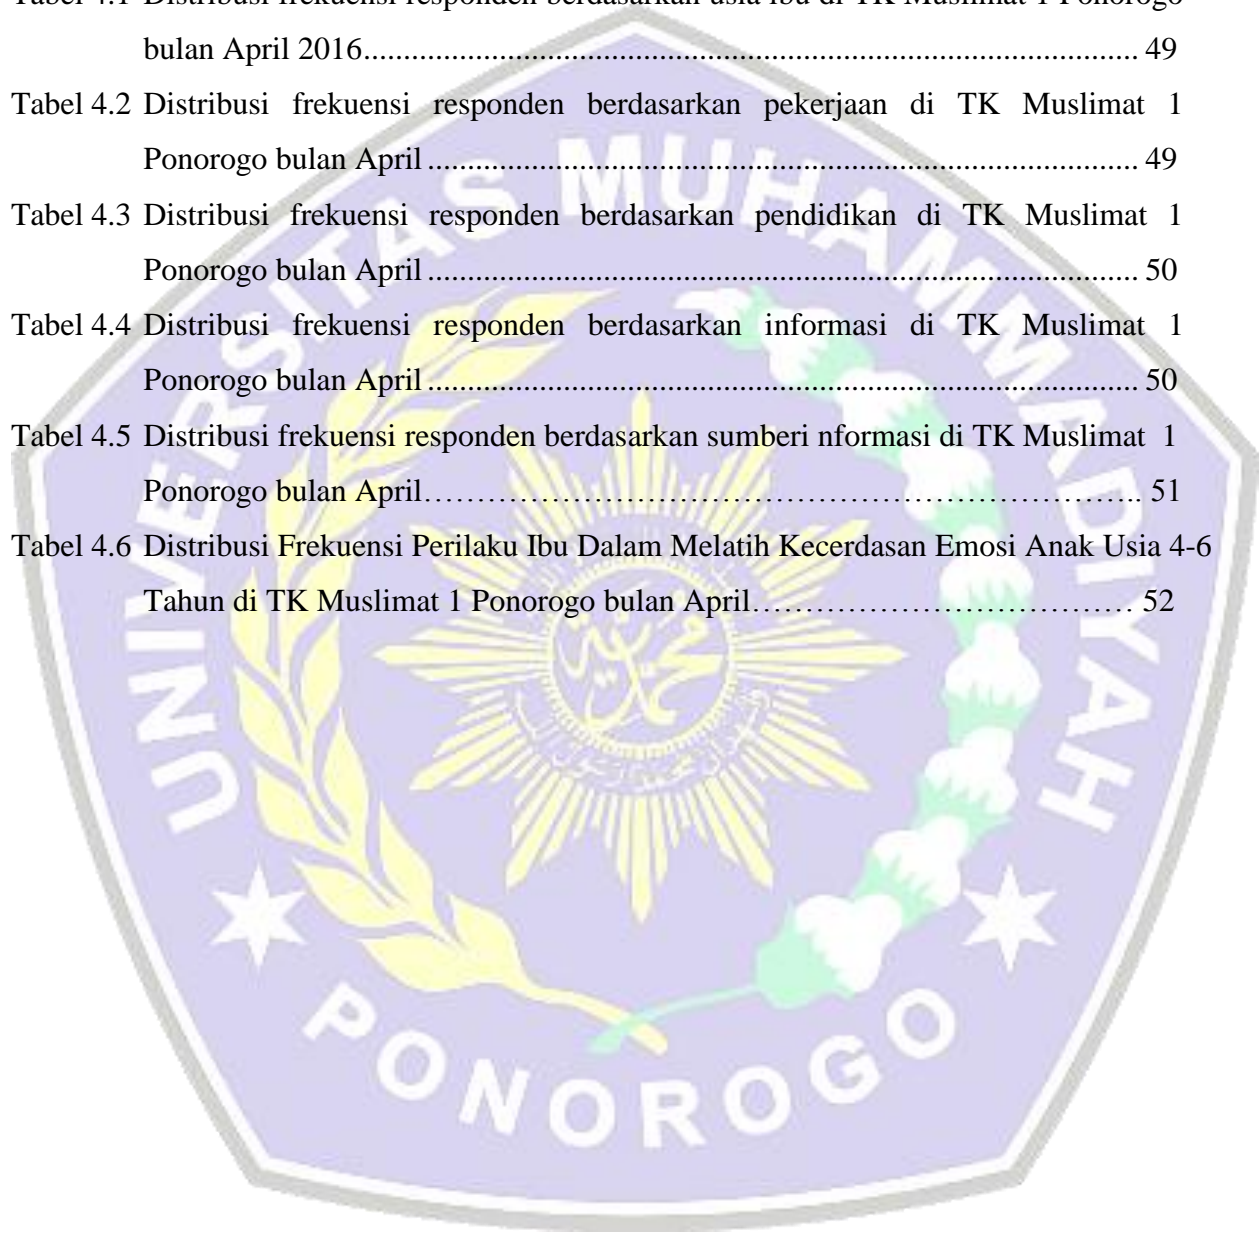 Tabel 4.1 Distribusi frekuensi responden berdasarkan usia ibu di TK Muslimat 1 Ponorogo
bulan April 2016.......................................................................................... 49
Tabel 4.2 Distribusi frekuensi responden berdasarkan pekerjaan di TK Muslimat 1
Ponorogo bulan April .................................................................................. 49
Tabel 4.3 Distribusi frekuensi responden berdasarkan pendidikan di TK Muslimat 1
Ponorogo bulan April .................................................................................. 50
Tabel 4.4 Distribusi frekuensi responden berdasarkan informasi di TK Muslimat 1
Ponorogo bulan April .................................................................................. 50
Tabel 4.5 Distribusi frekuensi responden berdasarkan sumberi nformasi di TK Muslimat 1
Ponorogo bulan April…………………………………………………………….. 51
Tabel 4.6 Distribusi Frekuensi Perilaku Ibu Dalam Melatih Kecerdasan Emosi Anak Usia 4-6
Tahun di TK Muslimat 1 Ponorogo bulan April……………………………… 52
UNIVERSITAS MUHAMMADIYAH
PONOROGO